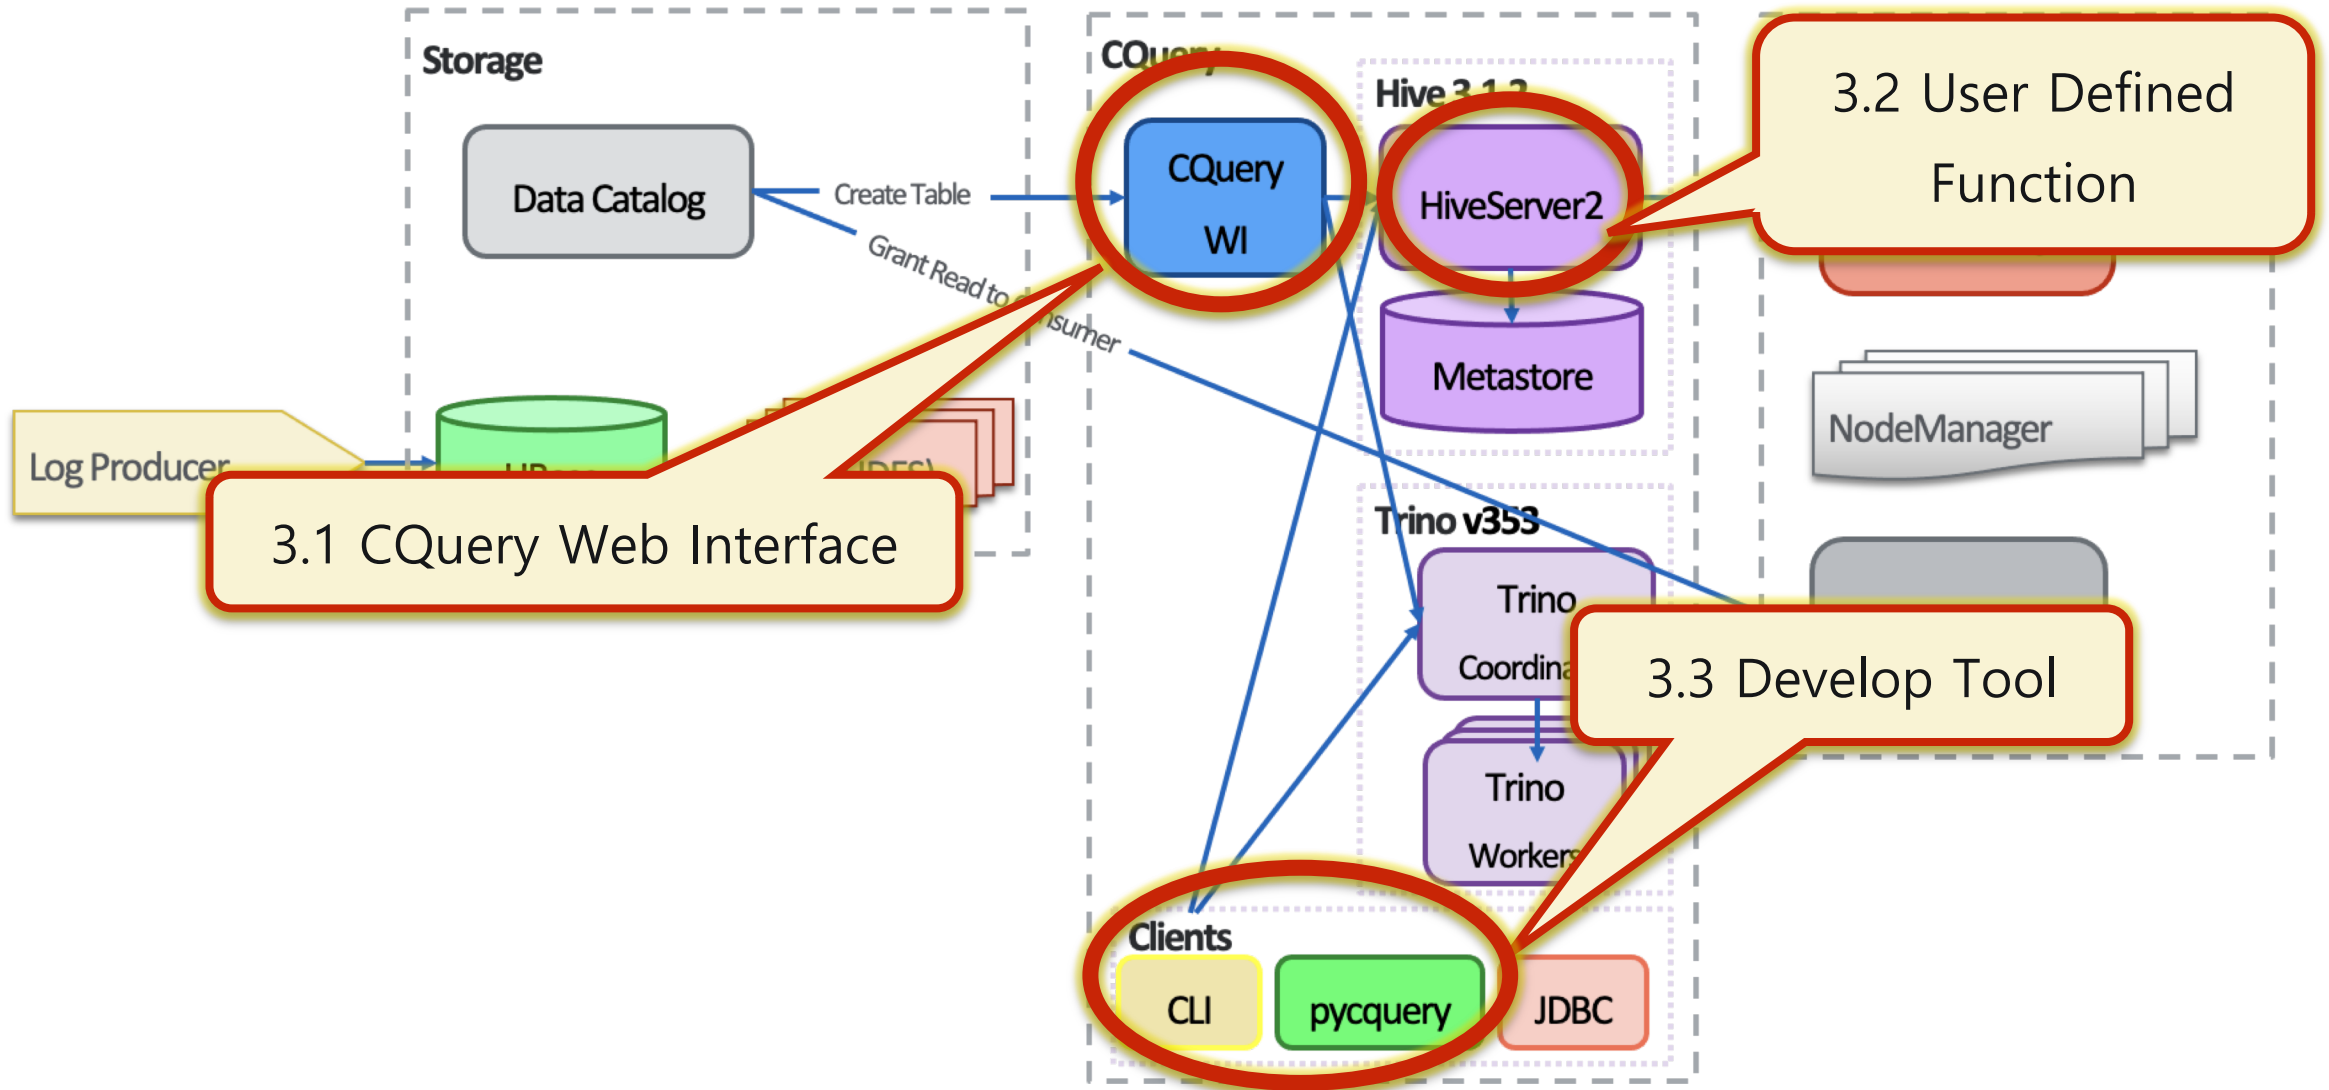 Storage
Data Catalog
Create Table
Grant Read to
Log Producer
3.1 CQuery Web Interface
CQuery
CQuery
WI
Hive 3.1.2
HiveServer2
Metastore
3.2 User Defined
Function
NodeManager
Trino v353
Trino
Trino
Workers
3.3 Develop Tool
Clients
CLI
pycquery
JDBC